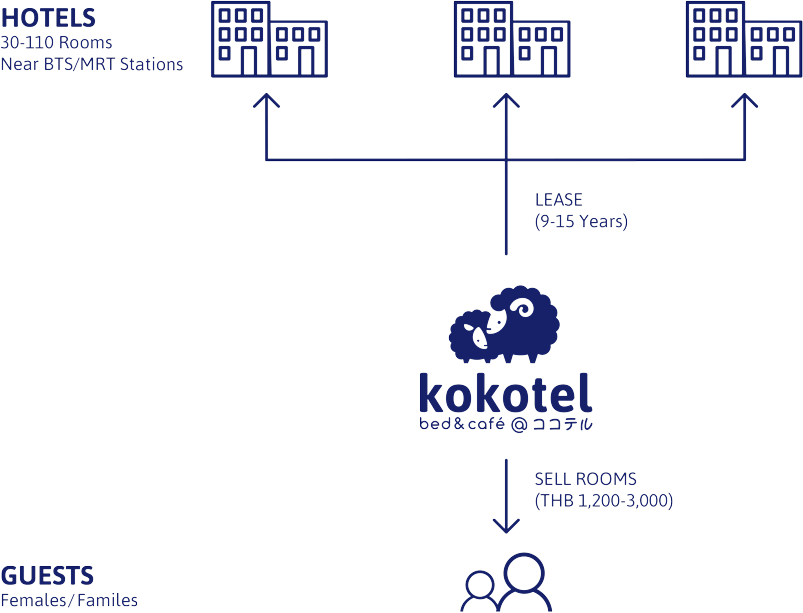 HOTELS
30-110 Rooms
Near BTS/MRT Stations
LEASE
(9-15 Years)
kokotel
bed & café @ ココテル
SELL ROOMS
(THB 1,200-3,000)
GUESTS
Females/Familes